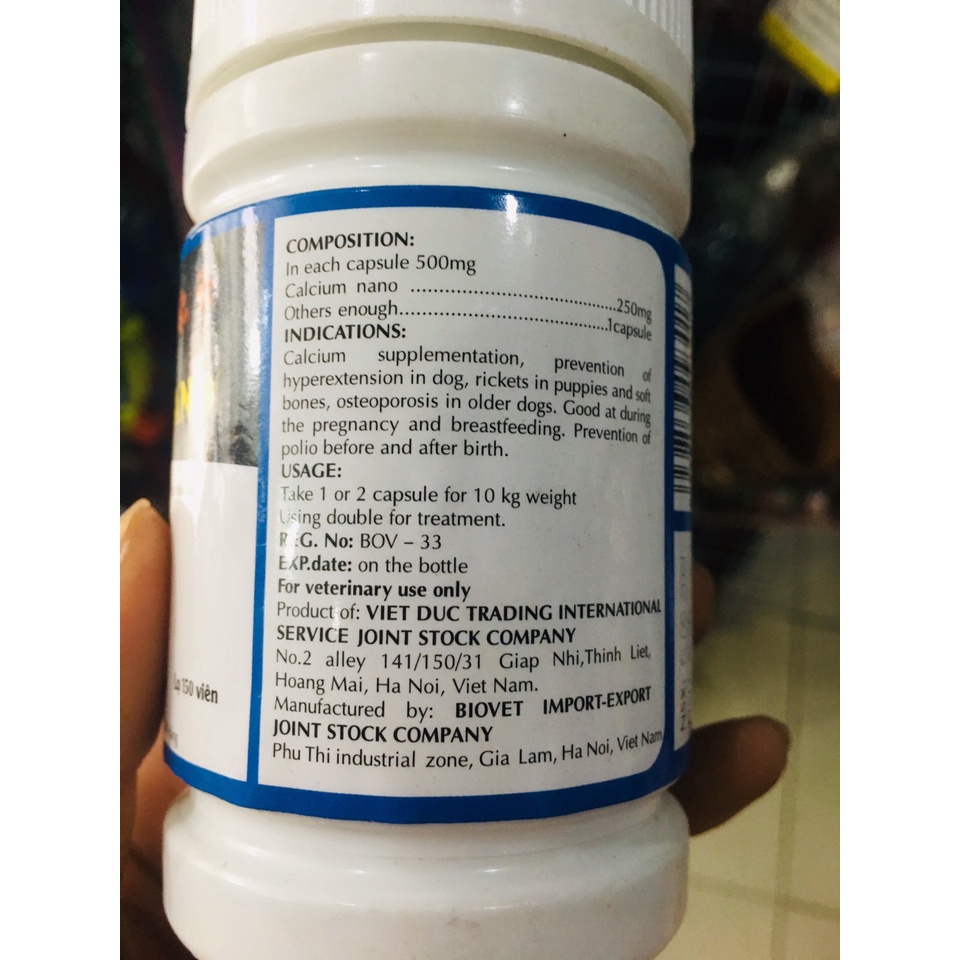 COMPOSITION:
In each capsule 500mg
Calcium nano ........................................250mg
Others enough........................................1capsule
INDICATIONS:
Calcium supplementation, prevention of
hyperextension in dog, rickets in puppies and soft
bones, osteoporosis in older dogs. Good at during
the pregnancy and breastfeeding. Prevention of
polio before and after birth.
USAGE:
Take 1 or 2 capsule for 10 kg weight
Using double for treatment.
REG. No: BOV – 33
EXP.date: on the bottle
For veterinary use only
Product of: VIET DUC TRADING INTERNATIONAL
SERVICE JOINT STOCK COMPANY
No.2 alley 141/150/31 Giap Nhi,Thinh Liet,
Hoang Mai, Ha Noi, Viet Nam.
Manufactured by: BIOVET IMPORT-EXPORT
JOINT STOCK COMPANY
Phu Thi industrial zone, Gia Lam, Ha Noi, Viet Nam
150 viên